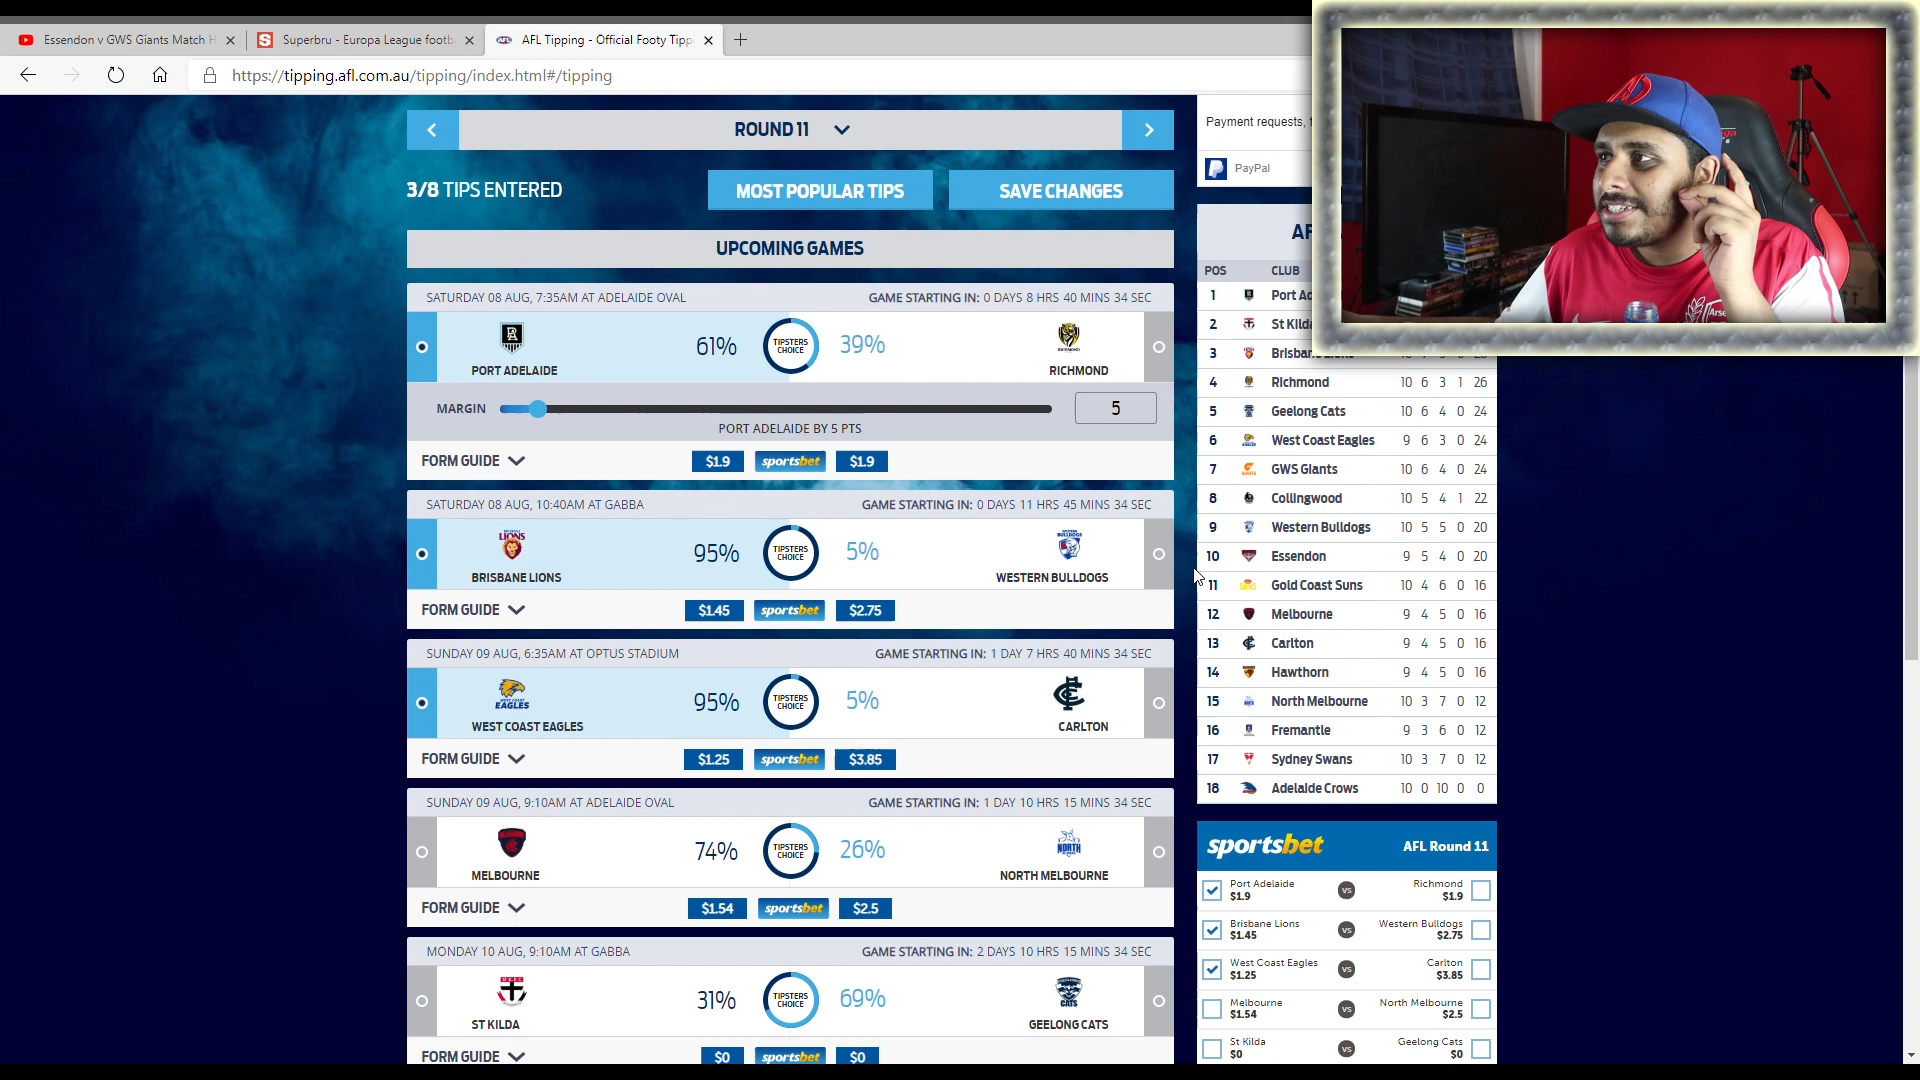 Essendon v GWS Giants Match H
Superbru - Europa League footb
AFL Tipping - Official Footy Tipp
https://tipping.afl.com.au/tipping/index.html#/tipping
ROUND 11
3/8 TIPS ENTERED
MOST POPULAR TIPS
SAVE CHANGES
UPCOMING GAMES
SATURDAY 08 AUG, 7:35AM AT ADELAIDE OVAL
GAME STARTING IN: 0 DAYS 8 HRS 40 MINS 34 SEC
PORT ADELAIDE
61%
TIPSTERS
CHOICE
39%
RICHMOND
MARGIN
5
PORT ADELAIDE BY 5 PTS
FORM GUIDE
$1.9
sportsbet
$1.9
SATURDAY 08 AUG, 10:40AM AT GABBA
GAME STARTING IN: 0 DAYS 11 HRS 45 MINS 34 SEC
LIONS
BRISBANE LIONS
95%
TIPSTERS
CHOICE
5%
BULLDOGS
WESTERN BULLDOGS
FORM GUIDE
$1.45
sportsbet
$2.75
SUNDAY 09 AUG, 6:35AM AT OPTUS STADIUM
GAME STARTING IN: 1 DAY 7 HRS 40 MINS 34 SEC
EAGLES
WEST COAST EAGLES
95%
TIPSTERS
CHOICE
5%
CARLTON
FORM GUIDE
$1.25
sportsbet
$3.85
SUNDAY 09 AUG, 9:10AM AT ADELAIDE OVAL
GAME STARTING IN: 1 DAY 10 HRS 15 MINS 34 SEC
MELBOURNE
74%
TIPSTERS
CHOICE
26%
NORTH
NORTH MELBOURNE
FORM GUIDE
$1.54
sportsbet
$2.5
MONDAY 10 AUG, 9:10AM AT GABBA
GAME STARTING IN: 2 DAYS 10 HRS 15 MINS 34 SEC
ST KILDA
31%
TIPSTERS
CHOICE
69%
CATS
GEELONG CATS
FORM GUIDE
$0
sportsbet
$0
Payment requests, f
PayPal
AF
POS CLUB
1 Port Ad
2 St Kilda
3 Brisbane Lions
4 Richmond 10 6 3 1 26
5 Geelong Cats 10 6 4 0 24
6 West Coast Eagles 9 6 3 0 24
7 GWS Giants 10 6 4 0 24
8 Collingwood 10 5 4 1 22
9 Western Bulldogs 10 5 5 0 20
10 Essendon 9 5 4 0 20
11 Gold Coast Suns 10 4 6 0 16
12 Melbourne 9 4 5 0 16
13 Carlton 9 4 5 0 16
14 Hawthorn 9 4 5 0 16
15 North Melbourne 10 3 7 0 12
16 Fremantle 9 3 6 0 12
17 Sydney Swans 10 3 7 0 12
18 Adelaide Crows 10 0 10 0 0
sportsbet AFL Round 11
Port Adelaide VS Richmond
$1.9 $1.9
Brisbane Lions VS Western Bulldogs
$1.45 $2.75
West Coast Eagles VS Carlton
$1.25 $3.85
Melbourne VS North Melbourne
$1.54 $2.5
St Kilda VS Geelong Cats
$0 $0